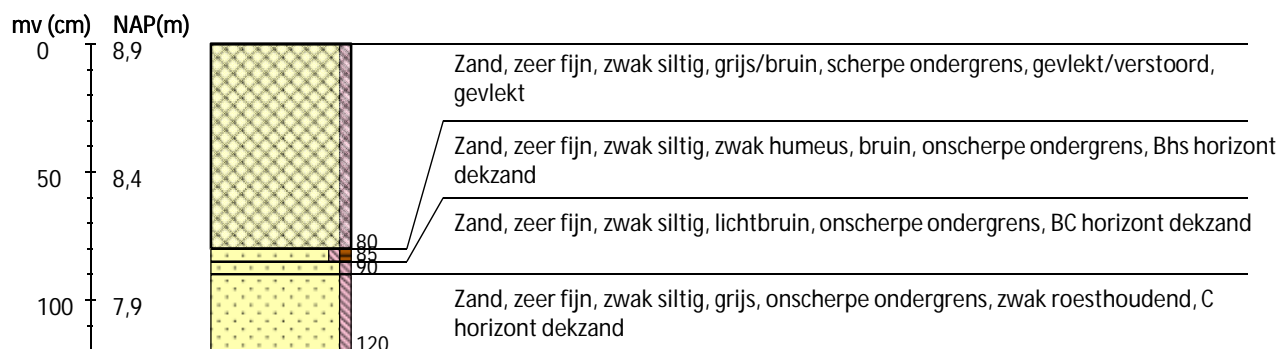 mv (cm) NAP(m)
0 8,9
Zand, zeer fijn, zwak siltig, grijs/bruin, scherpe ondergrens, gevlekt/verstoord,
gevlekt
Zand, zeer fijn, zwak siltig, zwak humeus, bruin, onscherpe ondergrens, Bhs horizont
dekzand
50 8,4
Zand, zeer fijn, zwak siltig, lichtbruin, onscherpe ondergrens, BC horizont dekzand
80
85
90
100 7,9
Zand, zeer fijn, zwak siltig, grijs, onscherpe ondergrens, zwak roesthoudend, C
horizont dekzand
120